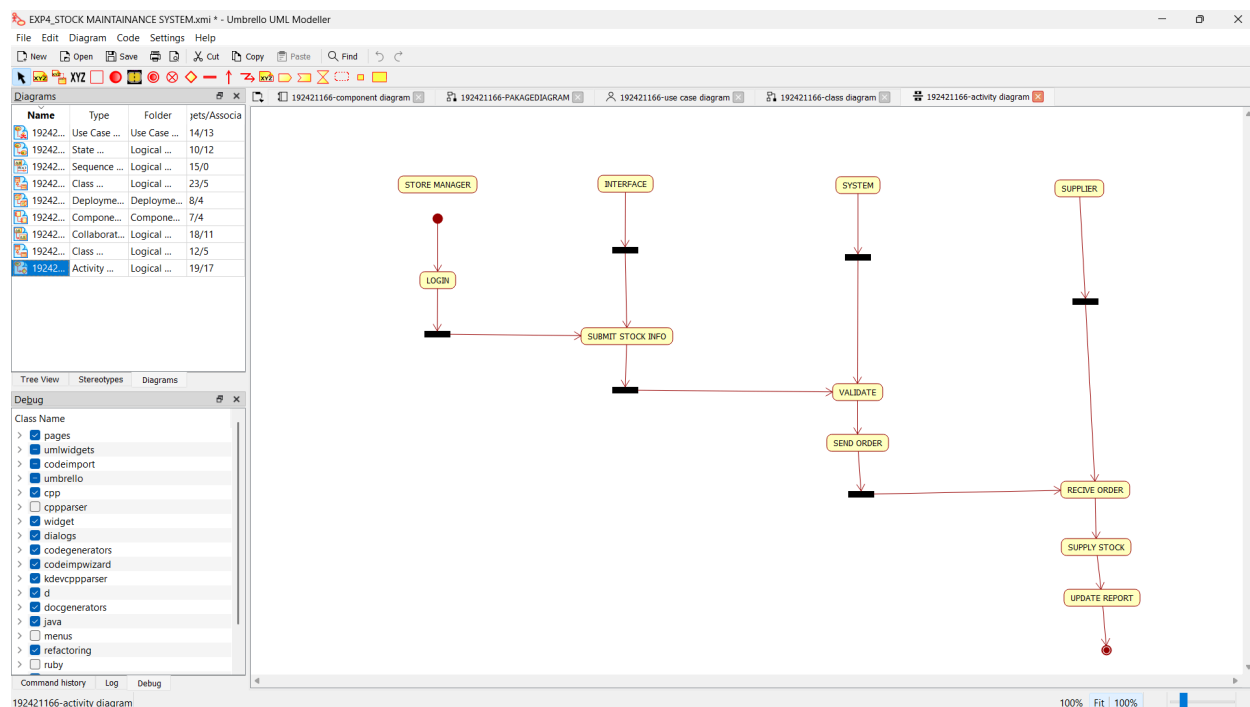 EXP4_STOCK MAINTAINANCE SYSTEM.xmi * - Umbrello UML Modeller
File Edit Diagram Code Settings Help
New Open Save Cut Copy Paste Find
XYZ
Diagrams
192421166-component diagram 192421166-PAKAGEDIAGRAM 192421166-use case diagram 192421166-class diagram 192421166-activity diagram
Name Type Folder jets/Associa
19242... Use Case ... Use Case ... 14/13
19242... State ... Logical ... 10/12
19242... Sequence ... Logical ... 15/0
19242... Class ... Logical ... 23/5
19242... Deployme... Deployme... 8/4
19242... Compone... Compone... 7/4
19242... Collaborat... Logical ... 18/11
19242... Class ... Logical ... 12/5
19242... Activity ... Logical ... 19/17
Tree View Stereotypes Diagrams
Debug
Class Name
pages
umlwidgets
codeimport
umbrello
cpp
cppparser
widget
dialogs
codegenerators
codeimpwizard
kdevcppparser
d
docgenerators
java
menus
refactoring
ruby
Command history Log Debug
STORE MANAGER
INTERFACE
SYSTEM
SUPPLIER
LOGIN
SUBMIT STOCK INFO
VALIDATE
SEND ORDER
RECIVE ORDER
SUPPLY STOCK
UPDATE REPORT
192421166-activity diagram
100% Fit 100%